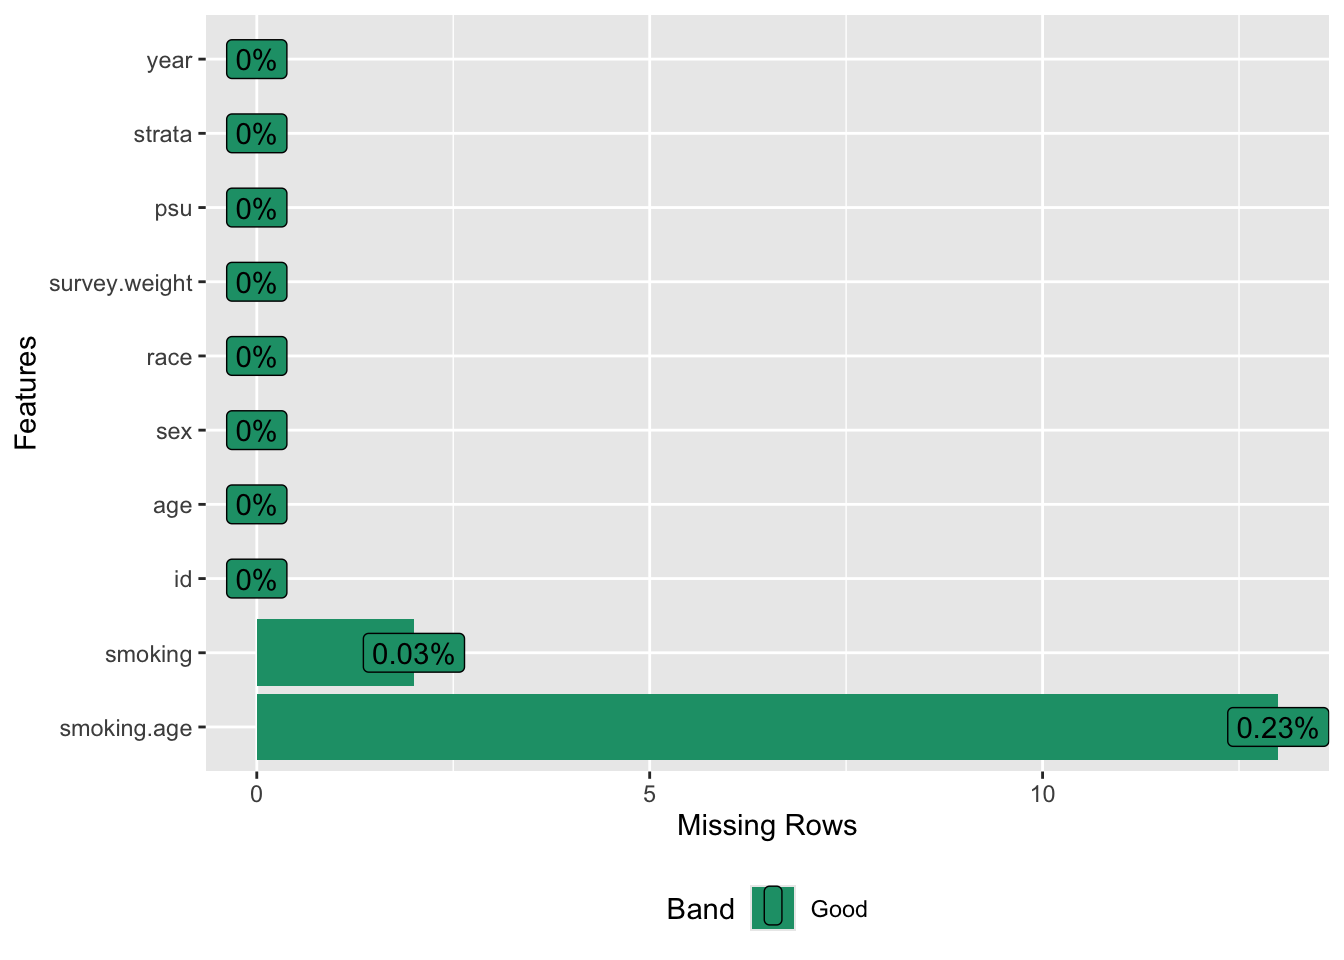 year 0%
strata 0%
psu 0%
survey.weight 0%
race 0%
Features
sex 0%
age 0%
id 0%
smoking 0.03%
smoking.age 0.23%
0 5 10
Missing Rows
Band Good